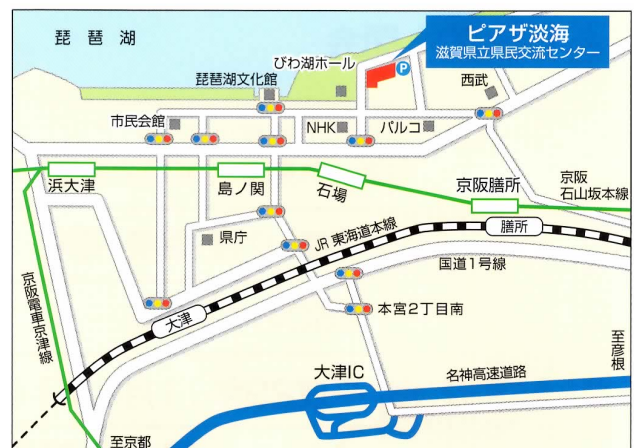 琵琶湖
ピアザ淡海
滋賀県立県民交流センター
びわ湖ホール
P
琵琶湖文化館
西武
市民会館
NHK
パルコ
浜大津
島ノ関
石場
京阪膳所
京阪
石山坂本線
県庁
JR東海道本線
膳所
国道1号線
京阪電車京津線
大津
本宮2丁目南
至彦根
大津IC
名神高速道路
至京都